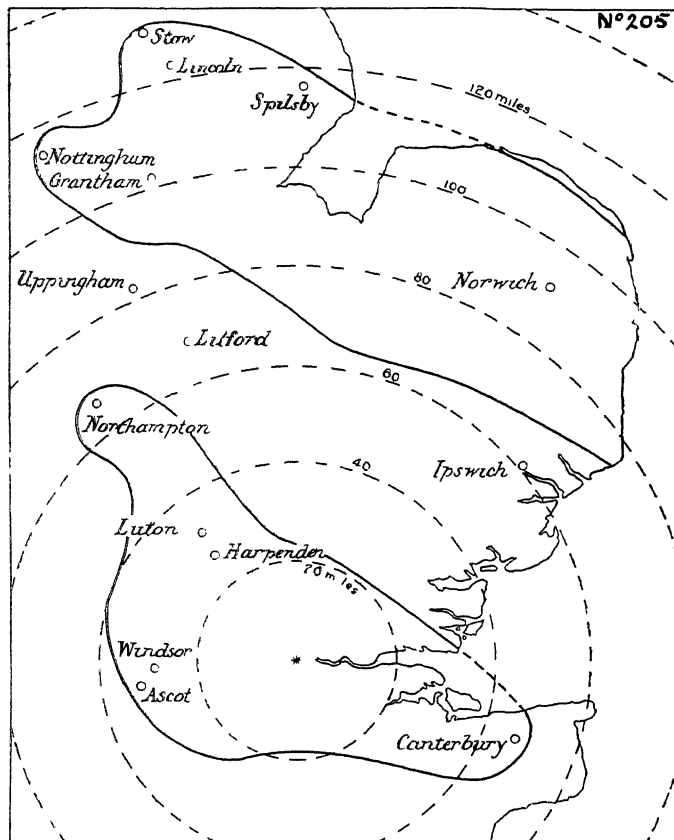 Nº205
Stow
Lincoln
Spilsby
120 miles
Nottingham
Grantham
100
Uppingham
80
Norwich
Litford
60
Northampton
40
Ipswich
Luton
Harpenden
20 miles
Windsor
Ascot
Canterbury